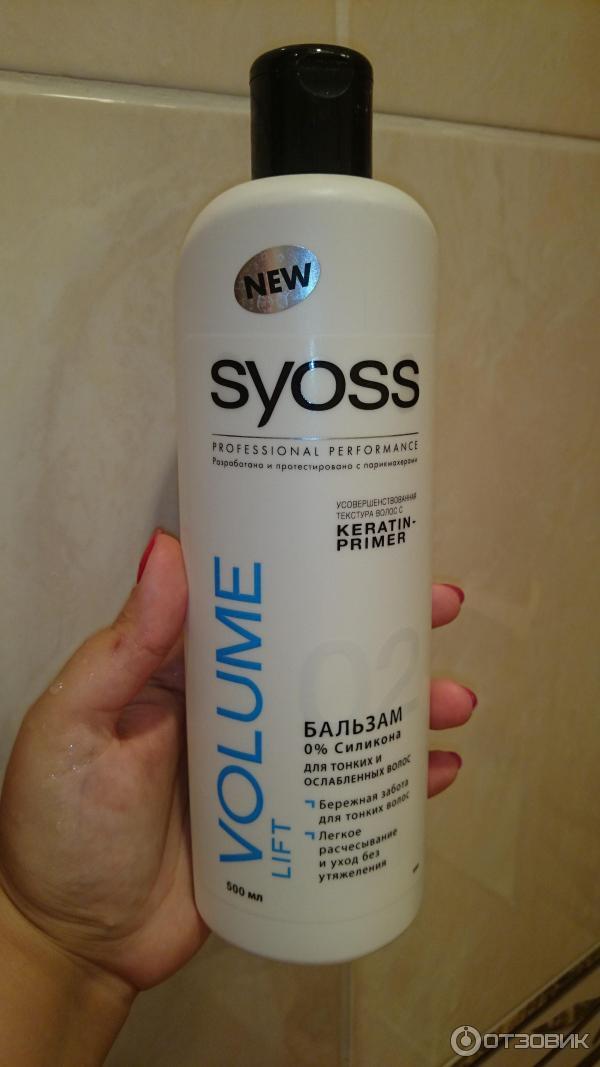 NEW
syoss
PROFESSIONAL PERFORMANCE
Разработано и протестировано с парикмахерами
УСОВЕРШЕНСТВОВАННАЯ
ТЕКСТУРА ВОЛОС С
KERATIN-
PRIMER
VOLUME
LIFT
02
БАЛЬЗАМ
0% Силикона
ДЛЯ ТОНКИХ И
ОСЛАБЛЕННЫХ ВОЛОС
Бережная забота
для тонких волос
Легкое
расчесывание
и уход без
утяжеления
500 мл
ОТЗОВИК